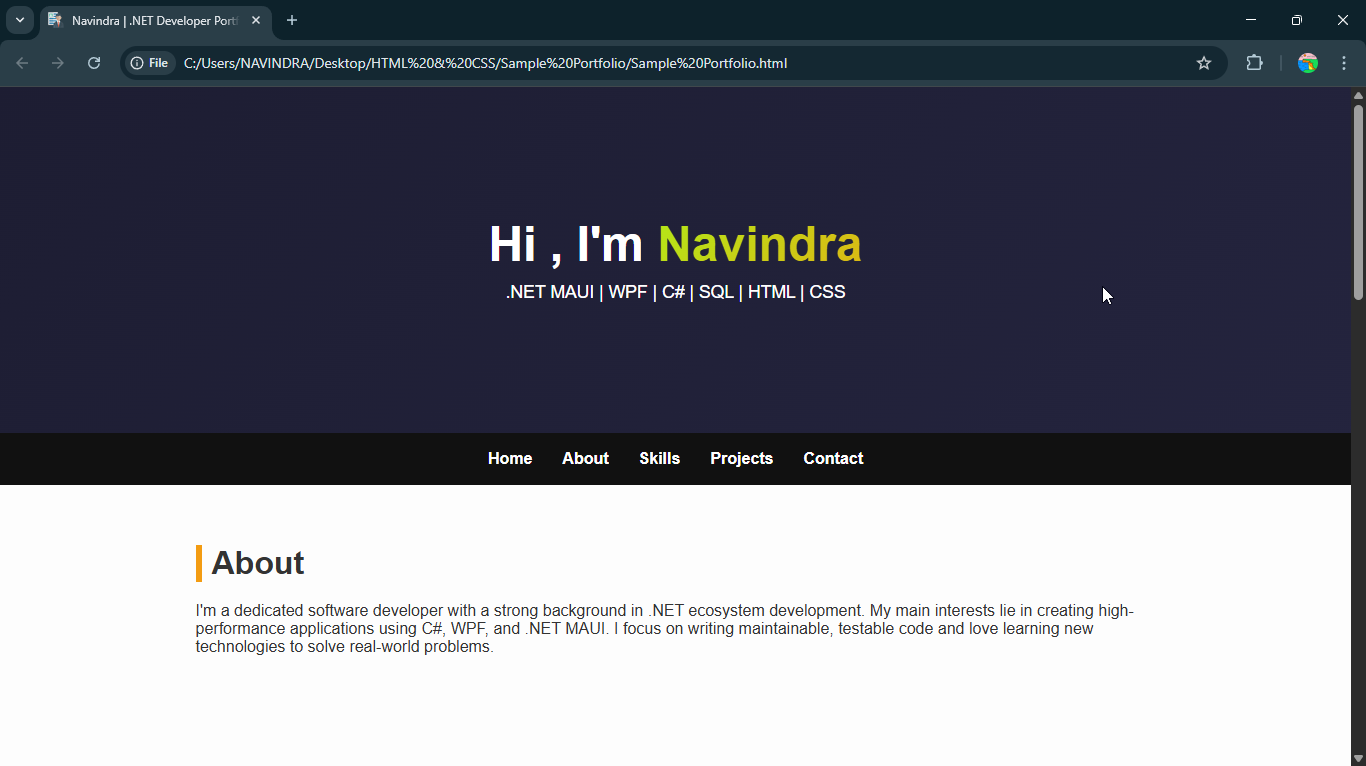 Navindra | .NET Developer Portf
File C:/Users/NAVINDRA/Desktop/HTML%20&%20CSS/Sample%20Portfolio/Sample%20Portfolio.html
Hi , I'm Navindra
.NET MAUI | WPF | C# | SQL | HTML | CSS
Home About Skills Projects Contact
About
I'm a dedicated software developer with a strong background in .NET ecosystem development. My main interests lie in creating high-
performance applications using C#, WPF, and .NET MAUI. I focus on writing maintainable, testable code and love learning new
technologies to solve real-world problems.